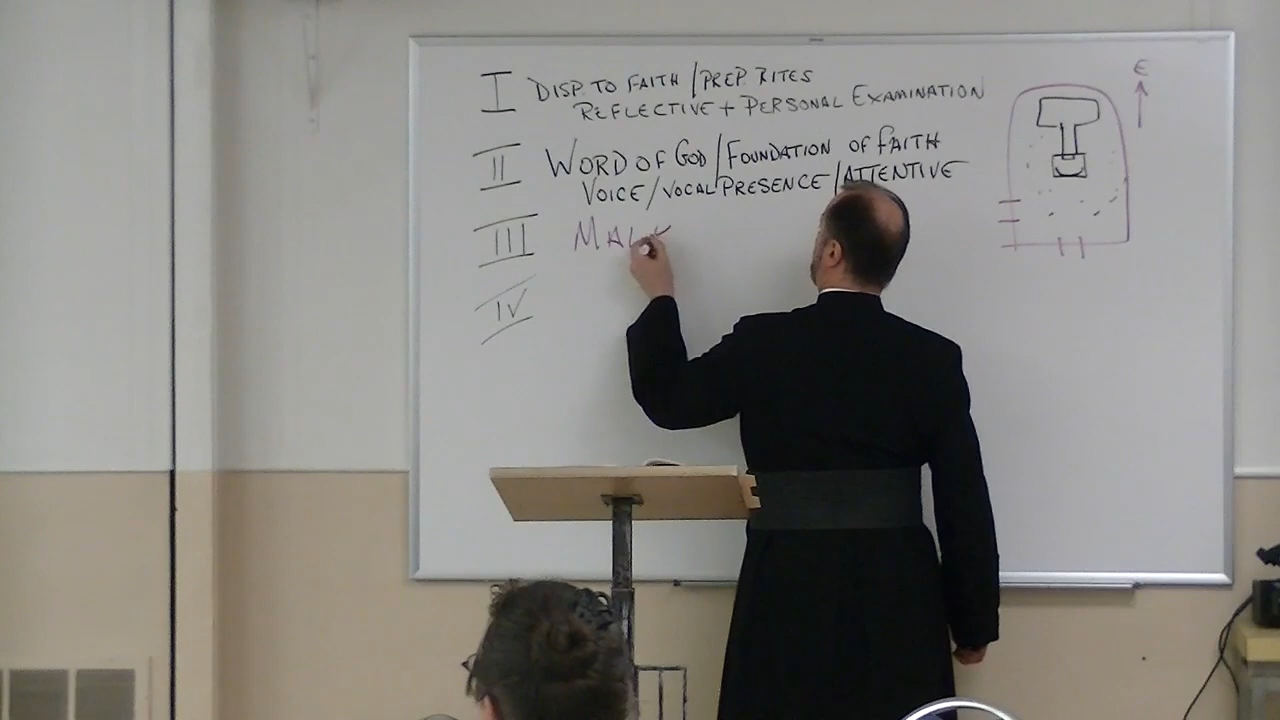 I DISP. TO FAITH / PREP. RITES
REFLECTIVE + PERSONAL EXAMINATION
II WORD OF GOD / FOUNDATION OF FAITH
VOICE / VOCAL PRESENCE / ATTENTIVE
III
IV
E